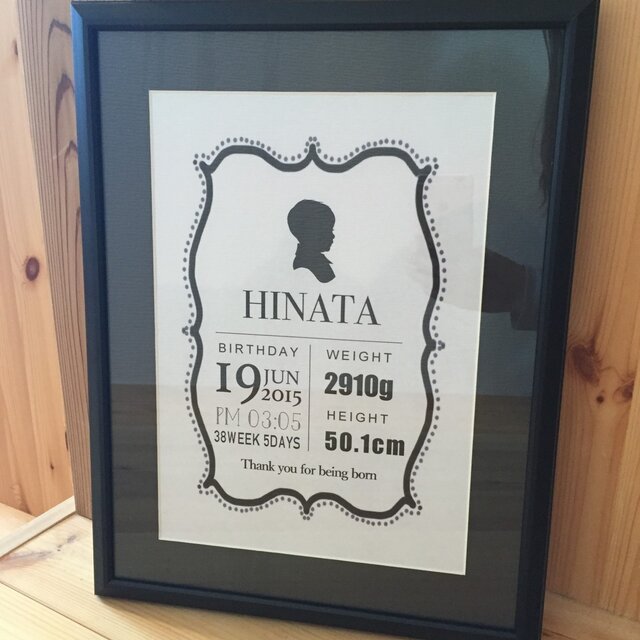 HINATA
BIRTHDAY
19 JUN
2015
PM 03:05
38WEEK 5DAYS
WEIGHT
2910g
HEIGHT
50.1cm
Thank you for being born